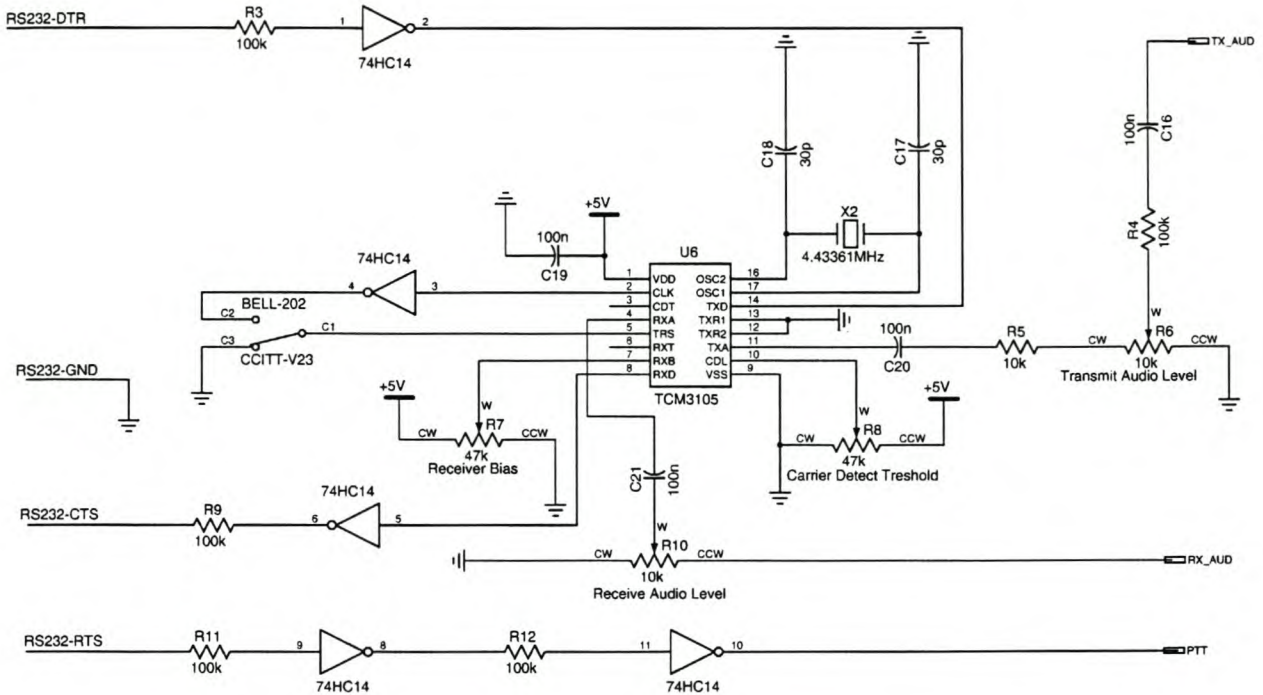 RS232-DTR
R3
100k
1
2
74HC14
TX_AUD
100n
C16
C18
30p
C17
30p
R4
100k
X2
4.43361MHz
+5V
100n
C19
U6
74HC14
4
3
BELL-202
C2
C3
C1
CCITT-V23
1 VDD OSC2 16
2 CLK OSC1 17
3 CDT TXD 14
4 RXA TXR1 13
5 TRS TXR2 12
6 RXT TXA 11
7 RXB CDL 10
8 RXD VSS 9
TCM3105
100n
C20
R5
10k
CW
W
R6
CCW
10k
Transmit Audio Level
RS232-GND
+5V
W
R7
CW
CCW
47k
Receiver Bias
+5V
W
R8
CW
CCW
47k
Carrier Detect Treshold
C21
100n
74HC14
RS232-CTS
R9
100k
6
5
W
R10
CW
CCW
10k
Receive Audio Level
RX_AUD
RS232-RTS
R11
100k
9
8
74HC14
R12
100k
11
10
74HC14
PTT